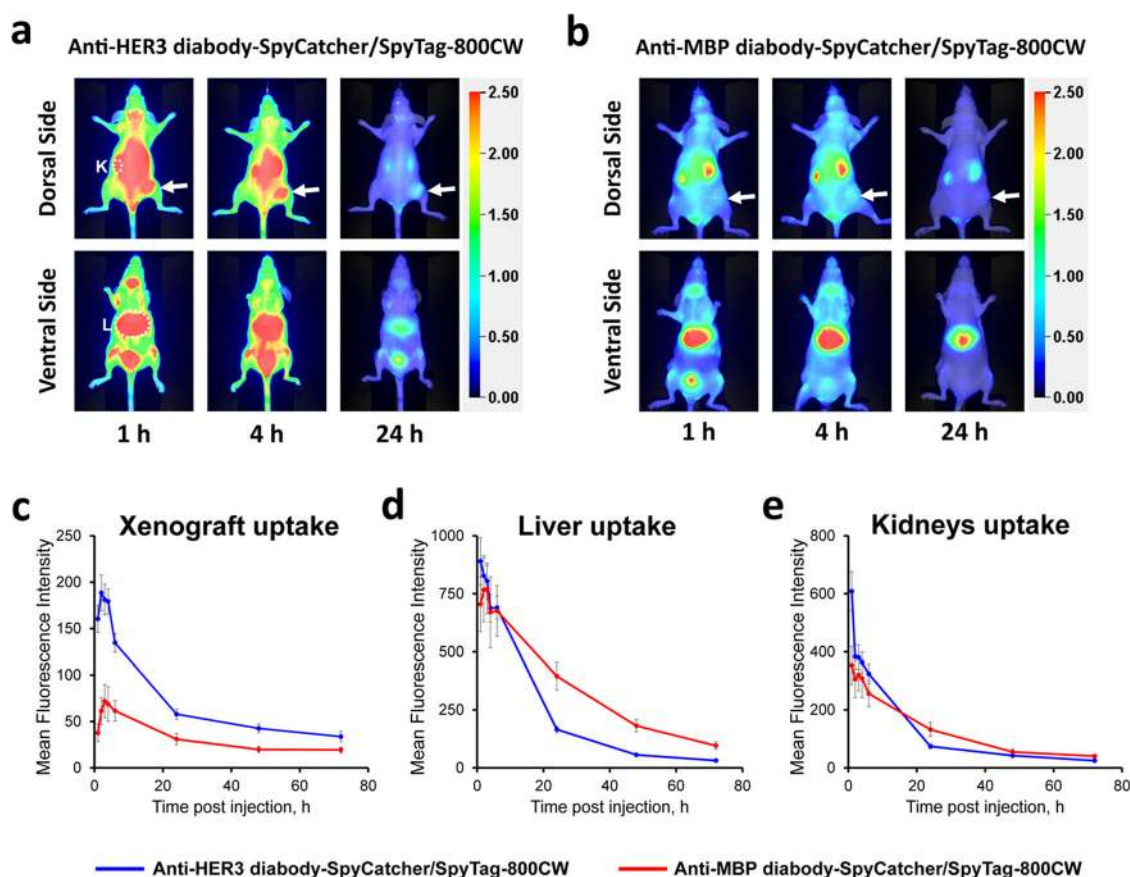 a
Anti-HER3 diabody-SpyCatcher/SpyTag-800CW
Dorsal Side
Ventral Side
K
L
2.50
2.00
1.50
1.00
0.50
0.00
1 h
4 h
24 h
b
Anti-MBP diabody-SpyCatcher/SpyTag-800CW
Dorsal Side
Ventral Side
2.50
2.00
1.50
1.00
0.50
0.00
1 h
4 h
24 h
c
Xenograft uptake
Mean Fluorescence Intensity
250
200
150
100
50
0
0
20
40
60
80
Time post injection, h
d
Liver uptake
Mean Fluorescence Intensity
1000
750
500
250
0
0
20
40
60
80
Time post injection, h
e
Kidneys uptake
Mean Fluorescence Intensity
800
600
400
200
0
0
20
40
60
80
Time post injection, h
Anti-HER3 diabody-SpyCatcher/SpyTag-800CW
Anti-MBP diabody-SpyCatcher/SpyTag-800CW